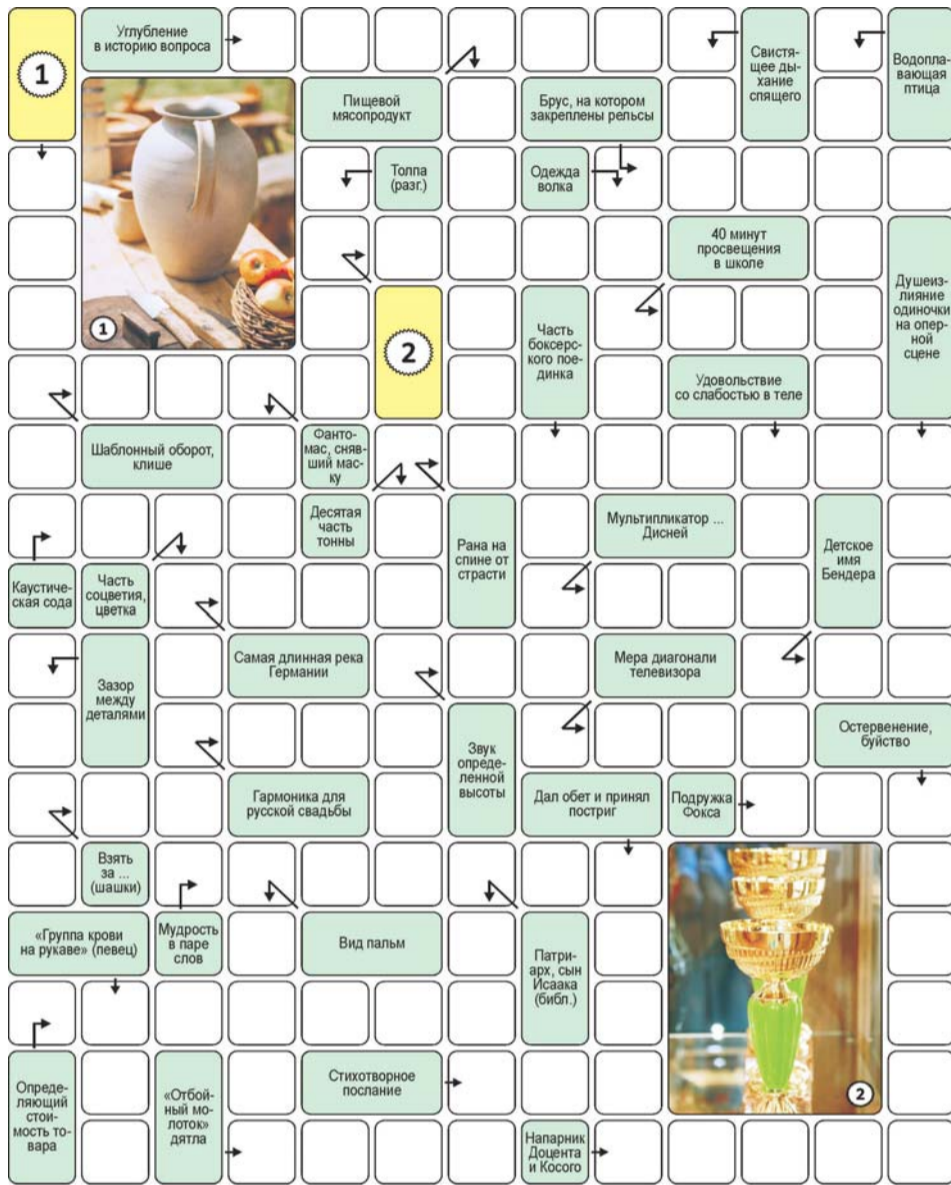 1
Углубление
в историю вопроса
Свистя-
щее ды-
хание
спящего
Водопла-
вающая
птица
Пищевой
мясопродукт
Брус, на котором
закреплены рельсы
Толпа
(разг.)
Одежда
волка
40 минут
просвещения
в школе
Душеиз-
лияние
одиночки
на опер-
ной
сцене
1
2
Часть
боксерс-
кого пое-
динка
Удовольствие
со слабостью в теле
Шаблонный оборот,
клише
Фанто-
мас, сняв-
ший мас-
ку
Десятая
часть
тонны
Рана на
спине от
страсти
Мультипликатор ...
Дисней
Детское
имя
Бендера
Каустиче-
ская сода
Часть
соцветия,
цветка
Зазор
между
деталями
Самая длинная река
Германии
Мера диагонали
телевизора
Звук
опреде-
ленной
высоты
Остервенение,
буйство
Гармоника для
русской свадьбы
Дал обет и принял
постриг
Подружка
Фокса
Взять
за ...
(шашки)
«Группа крови
на рукаве» (певец)
Мудрость
в паре
слов
Вид пальм
Патри-
арх, сын
Исаака
(библ.)
Опреде-
ляющий
стои-
мость то-
вара
«Отбой-
ный мо-
лоток»
дятла
Стихотворное
послание
2
Напарник
Доцента
и Косого